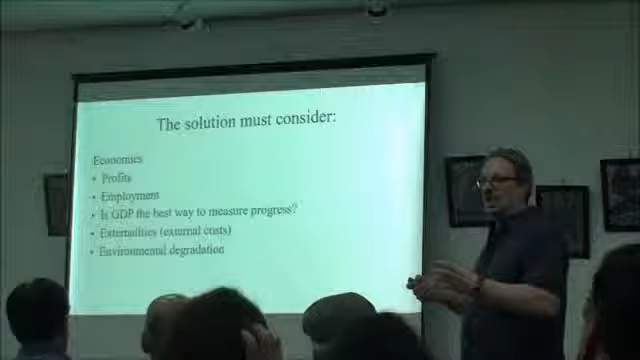 The solution must consider:
Economics
• Profits
• Employment
• Is GDP the best way to measure progress?
• Externalities (external costs)
• Environmental degradation